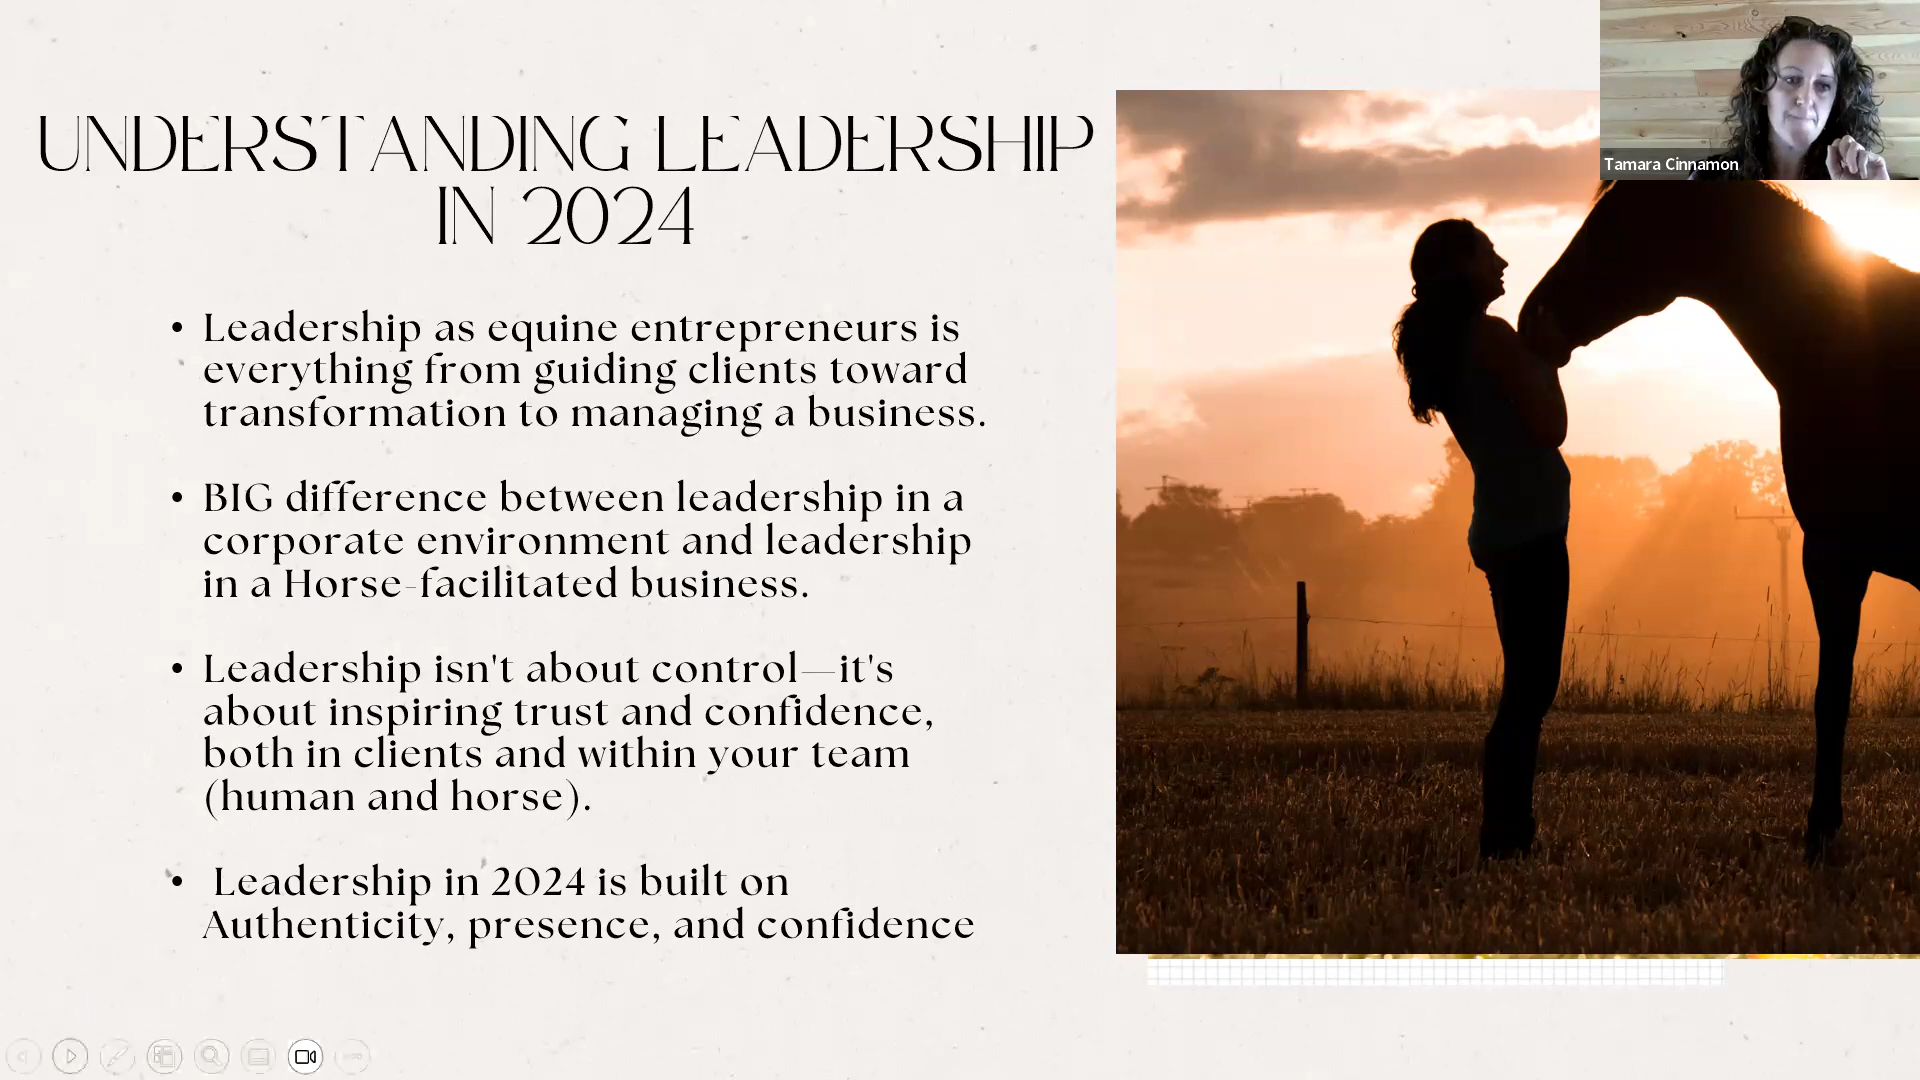 UNDERSTANDING LEADERSHIP
IN 2024
• Leadership as equine entrepreneurs is
everything from guiding clients toward
transformation to managing a business.
• BIG difference between leadership in a
corporate environment and leadership
in a Horse-facilitated business.
• Leadership isn't about control—it's
about inspiring trust and confidence,
both in clients and within your team
(human and horse).
• Leadership in 2024 is built on
Authenticity, presence, and confidence
Tamara Cinnamon